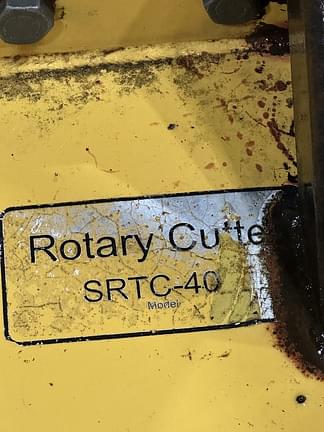 Rotary Cutte
SRTC-40
Model